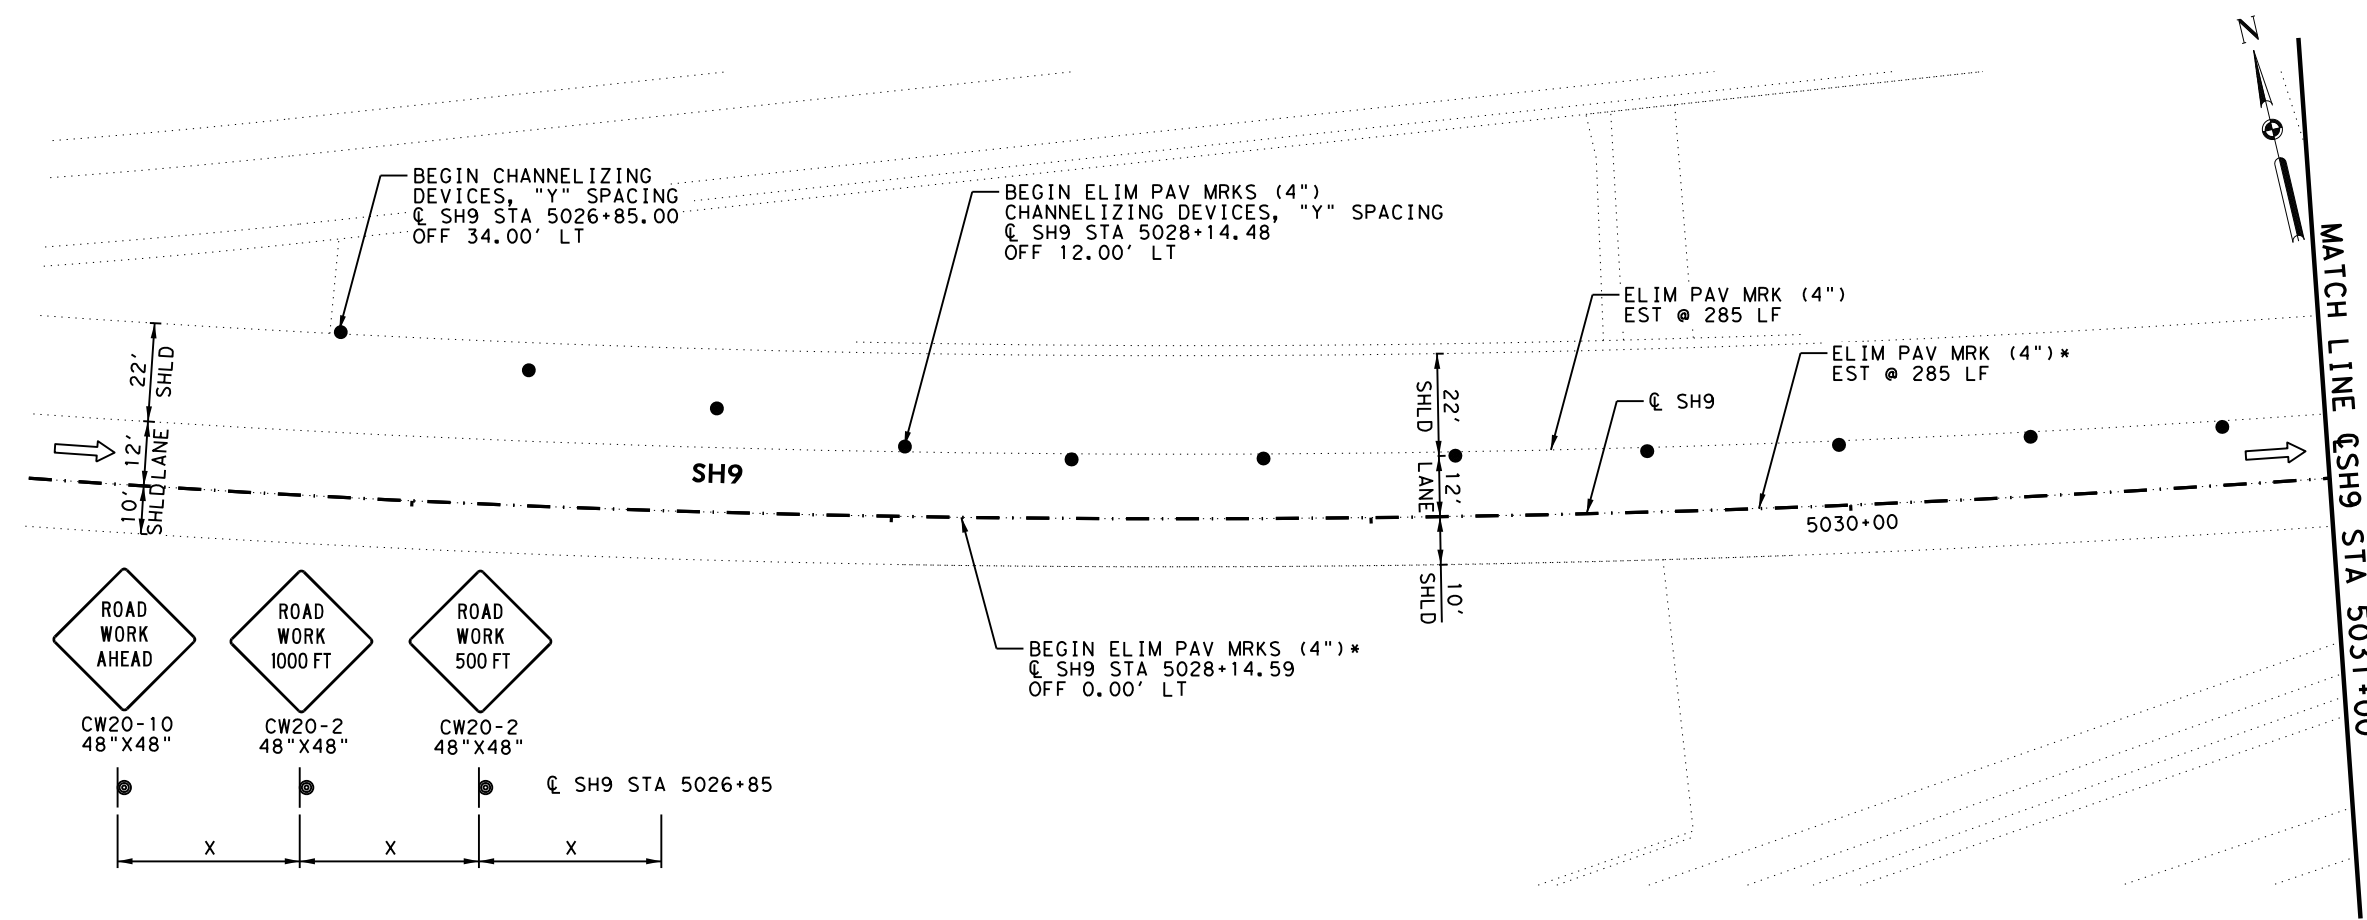 N
BEGIN CHANNELIZING
DEVICES, "Y" SPACING
℄ SH9 STA 5026+85.00
OFF 34.00' LT
BEGIN ELIM PAV MRKS (4")
CHANNELIZING DEVICES, "Y" SPACING
℄ SH9 STA 5028+14.48
OFF 12.00' LT
ELIM PAV MRK (4")
EST @ 285 LF
ELIM PAV MRK (4")*
EST @ 285 LF
℄ SH9
MATCH LINE ℄SH9 STA 5031+00
22'
SHLD
12'
LANE
10'
SHLD
SH9
22'
SHLD
12'
LANE
10'
SHLD
5030+00
BEGIN ELIM PAV MRKS (4")*
℄ SH9 STA 5028+14.59
OFF 0.00' LT
ROAD
WORK
AHEAD
CW20-10
48"X48"
ROAD
WORK
1000 FT
CW20-2
48"X48"
ROAD
WORK
500 FT
CW20-2
48"X48"
℄ SH9 STA 5026+85
X
X
X